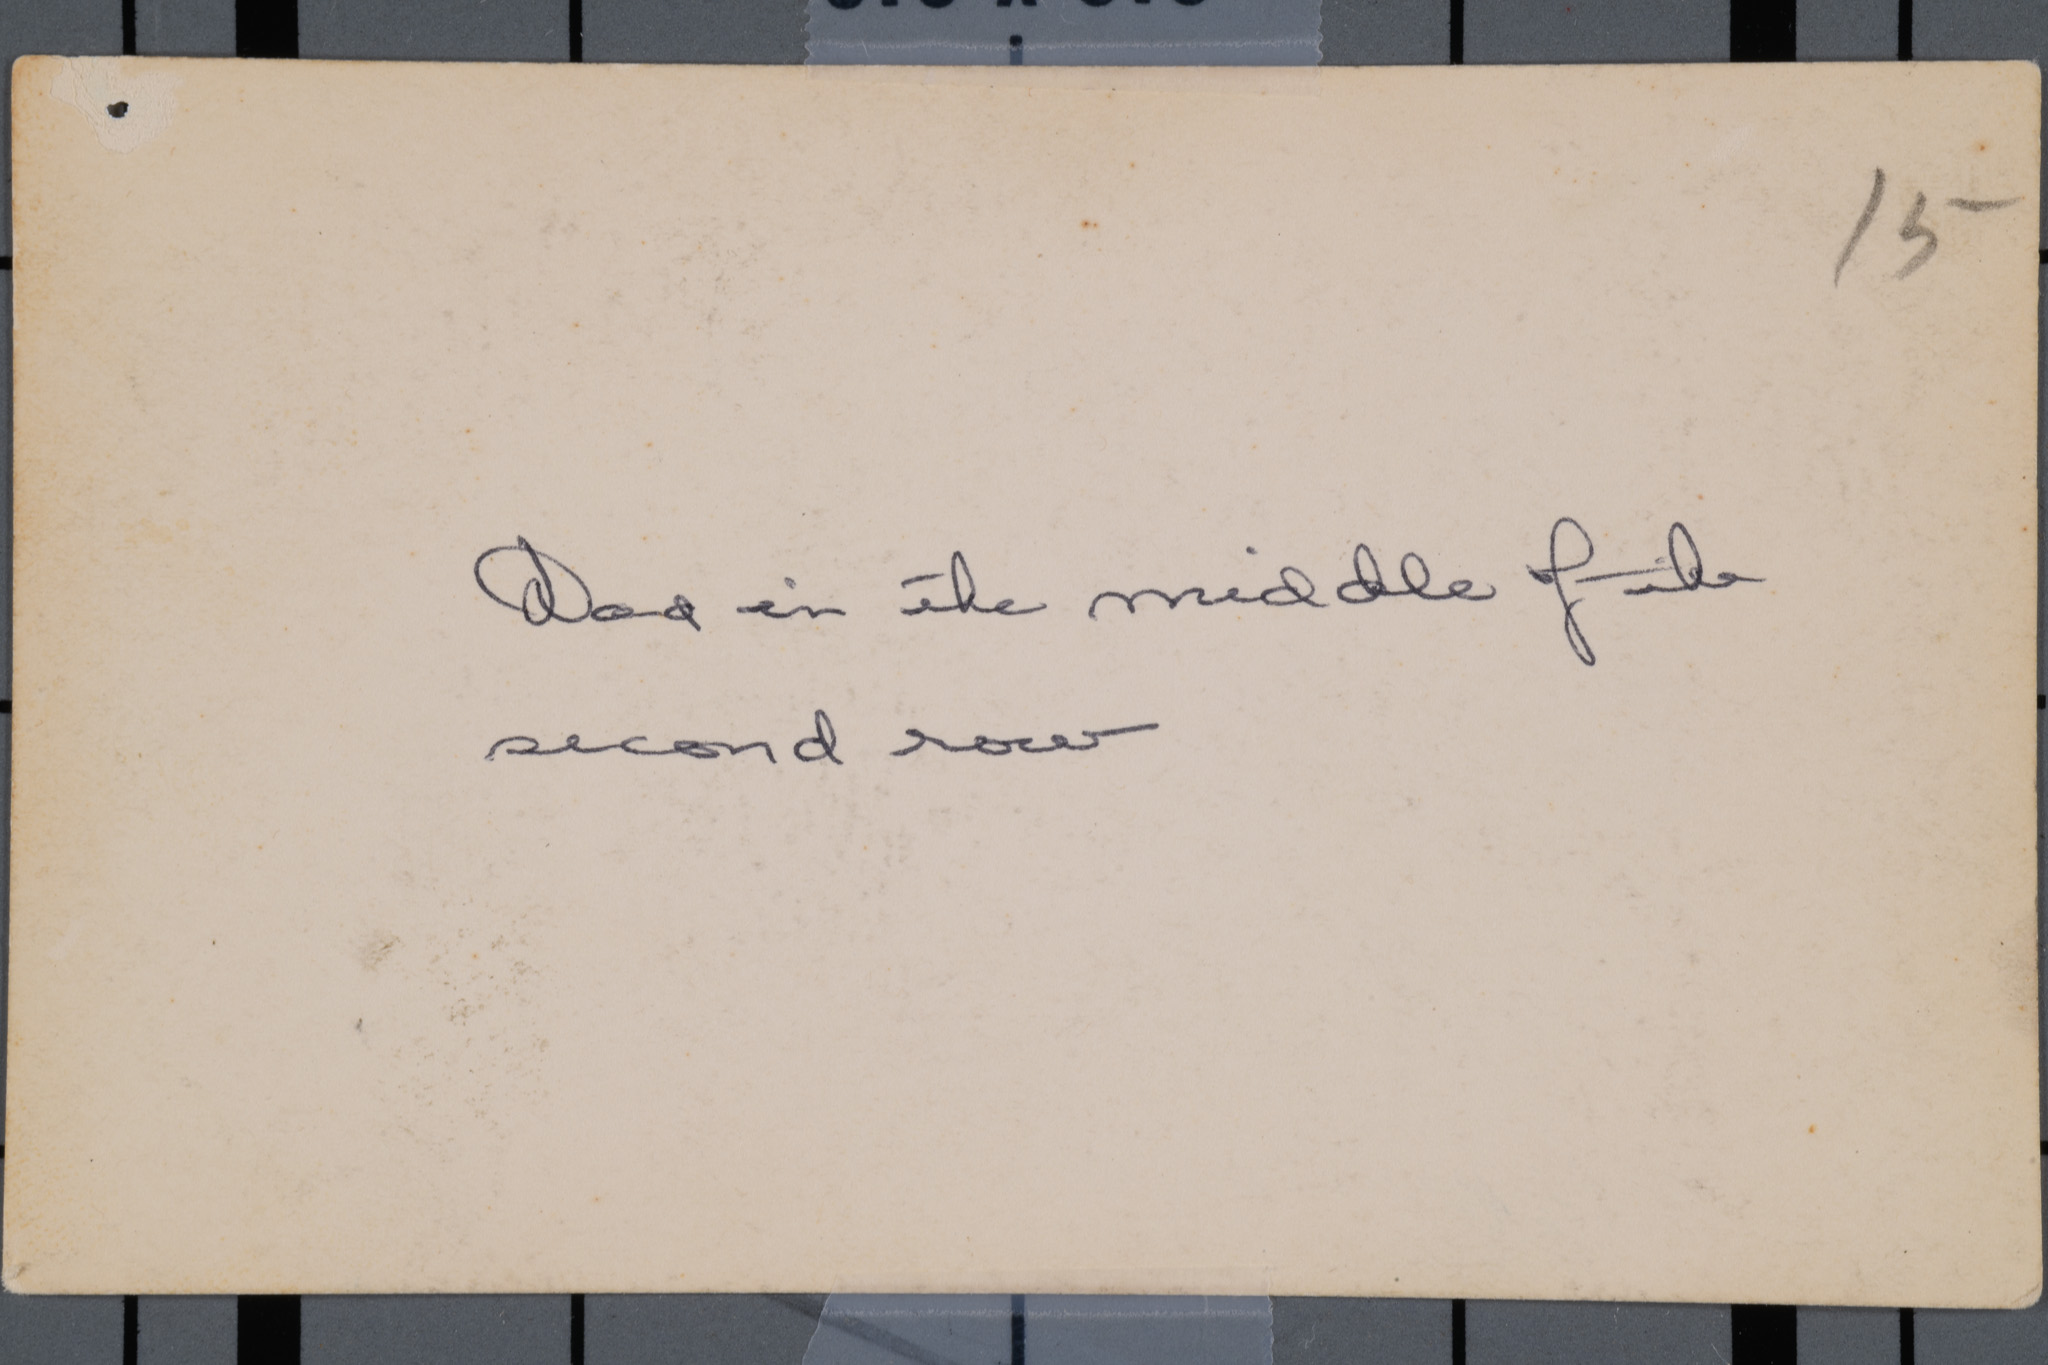 15
Dad in the middle of the
second row